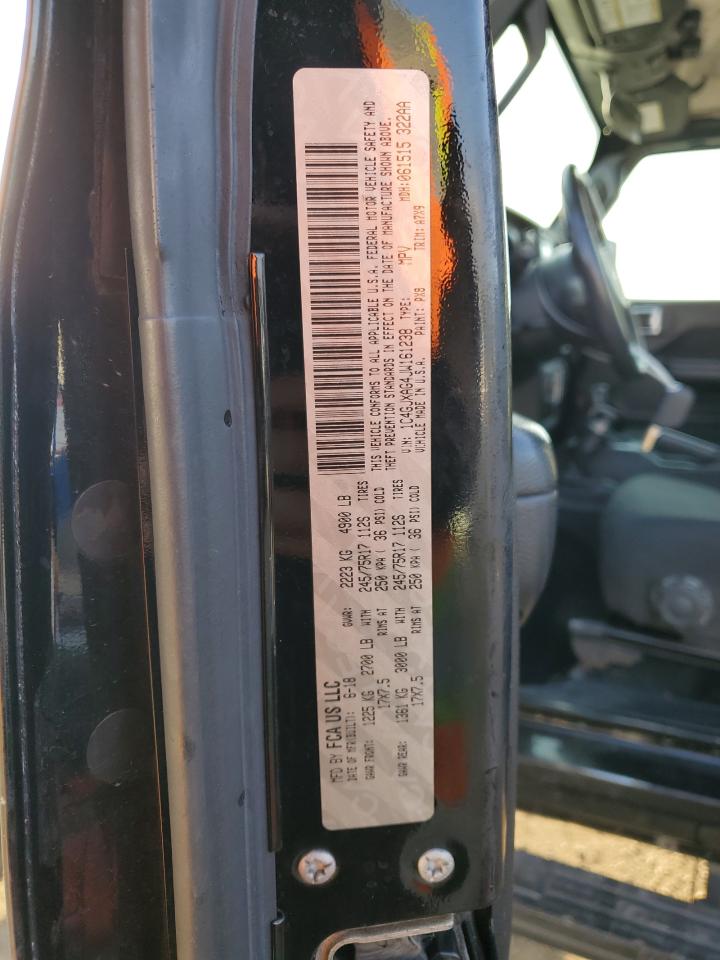 MFD BY FCA US LLC
DATE OF MFR(BUILT): 6-18 GVWR: 2223 KG 4900 LB
GAWR FRONT: 1225 KG 2700 LB WITH 245/75R17 112S TIRES
17X7.5 RIMS AT 250 KPA ( 36 PSI) COLD
GAWR REAR: 1361 KG 3000 LB WITH 245/75R17 112S TIRES
17X7.5 RIMS AT 250 KPA ( 36 PSI) COLD
THIS VEHICLE CONFORMS TO ALL APPLICABLE U.S.A. FEDERAL MOTOR VEHICLE SAFETY AND
THEFT PREVENTION STANDARDS IN EFFECT ON THE DATE OF MANUFACTURE SHOWN ABOVE.
V.I.N.: 1C4GJXAG4JW161238 TYPE: MPV MDH:061515 322AA
VEHICLE MADE IN U.S.A. PAINT: PX8 TRIM: A7X9